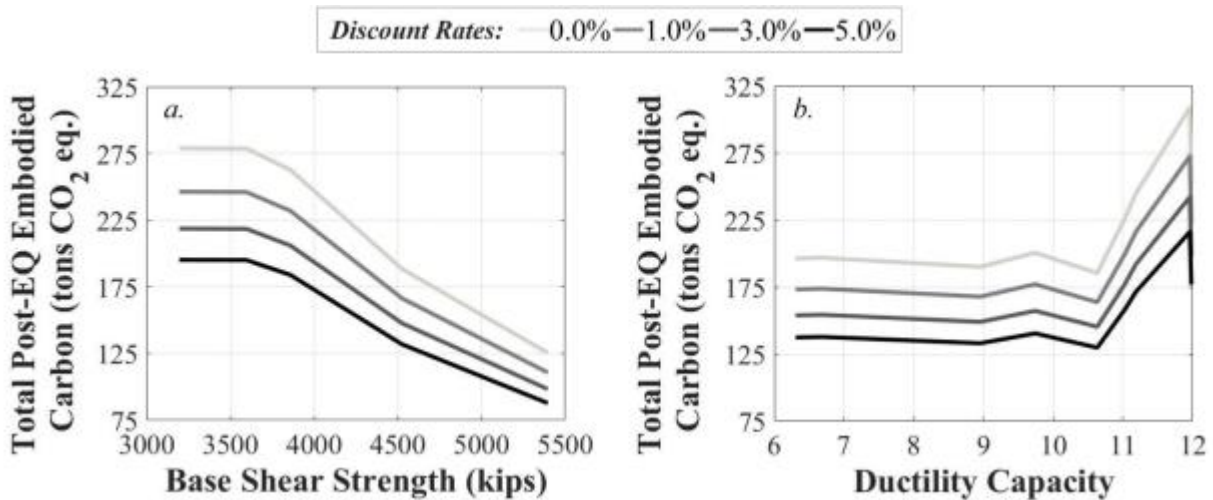 Discount Rates: 0.0% 1.0% 3.0% 5.0%
a.
Total Post-EQ Embodied
Carbon (tons CO2 eq.)
325
275
225
175
125
75
3000 3500 4000 4500 5000 5500
Base Shear Strength (kips)
b.
Total Post-EQ Embodied
Carbon (tons CO2 eq.)
325
275
225
175
125
75
6 7 8 9 10 11 12
Ductility Capacity